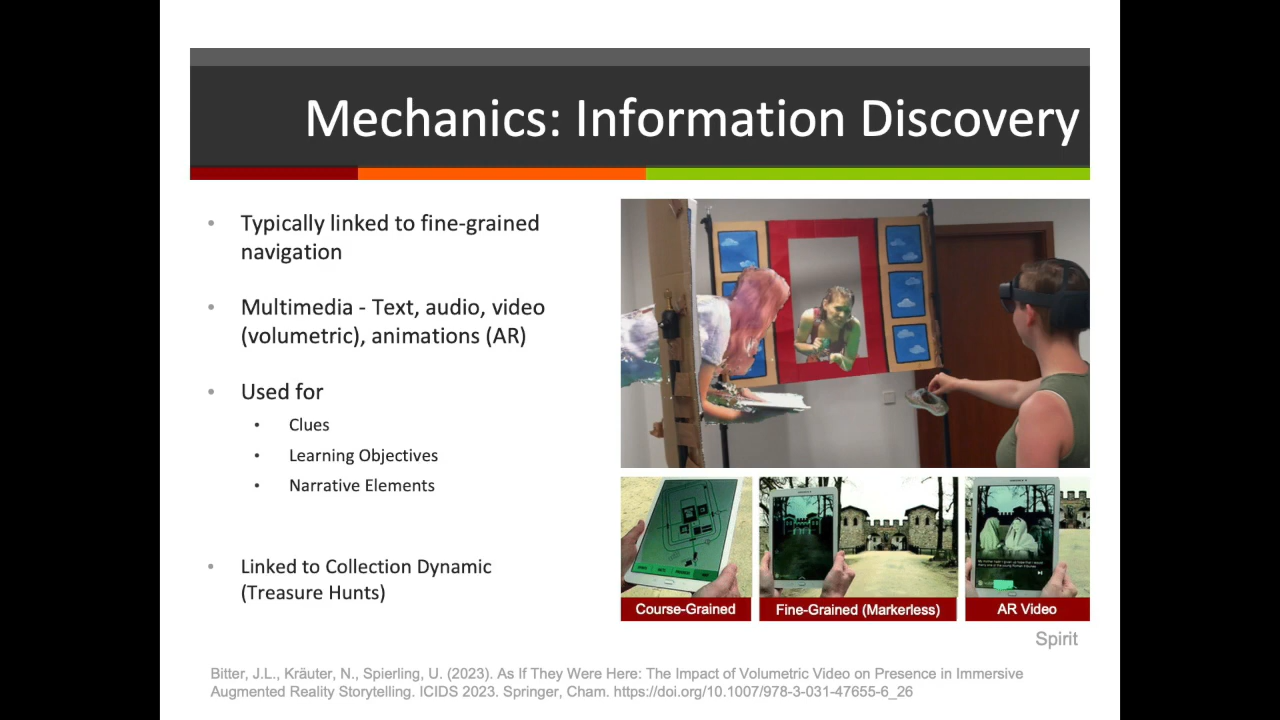 Mechanics: Information Discovery
Typically linked to fine-grained
navigation
Multimedia - Text, audio, video
(volumetric), animations (AR)
Used for
Clues
Learning Objectives
Narrative Elements
Linked to Collection Dynamic
(Treasure Hunts)
Course-Grained
Fine-Grained (Markerless)
AR Video
Spirit
Bitter, J.L., Kräuter, N., Spierling, U. (2023). As If They Were Here: The Impact of Volumetric Video on Presence in Immersive
Augmented Reality Storytelling. ICIDS 2023. Springer, Cham. https://doi.org/10.1007/978-3-031-47655-6_26